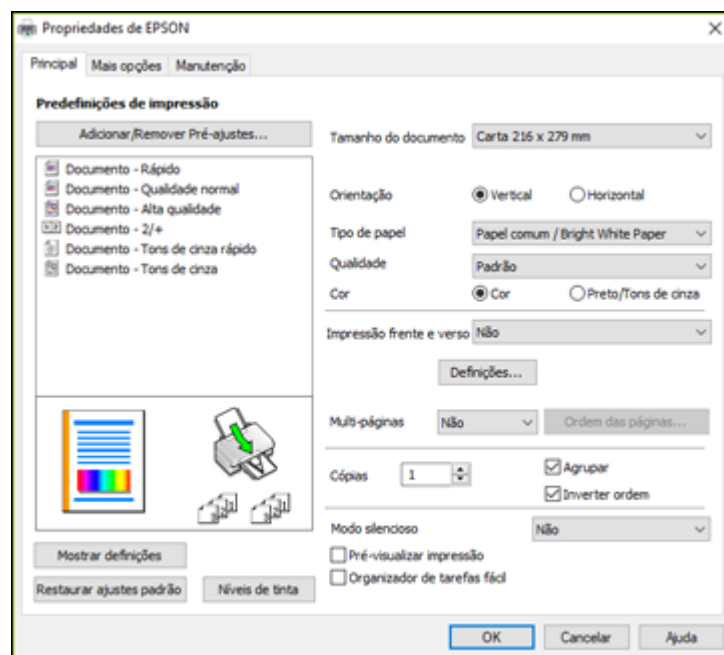 Propriedades de EPSON
Principal
Mais opções
Manutenção
Predefinições de impressão
Adicionar/Remover Pré-ajustes...
Documento - Rápido
Documento - Qualidade normal
Documento - Alta qualidade
Documento - 2/+
Documento - Tons de cinza rápido
Documento - Tons de cinza
Mostrar definições
Restaurar ajustes padrão
Níveis de tinta
Tamanho do documento
Carta 216 x 279 mm
Orientação
Vertical
Horizontal
Tipo de papel
Papel comum / Bright White Paper
Qualidade
Padrão
Cor
Cor
Preto/Tons de cinza
Impressão frente e verso
Não
Definições...
Multi-páginas
Não
Ordem das páginas...
Cópias
1
Agrupar
Inverter ordem
Modo silencioso
Não
Pré-visualizar impressão
Organizador de tarefas fácil
OK
Cancelar
Ajuda